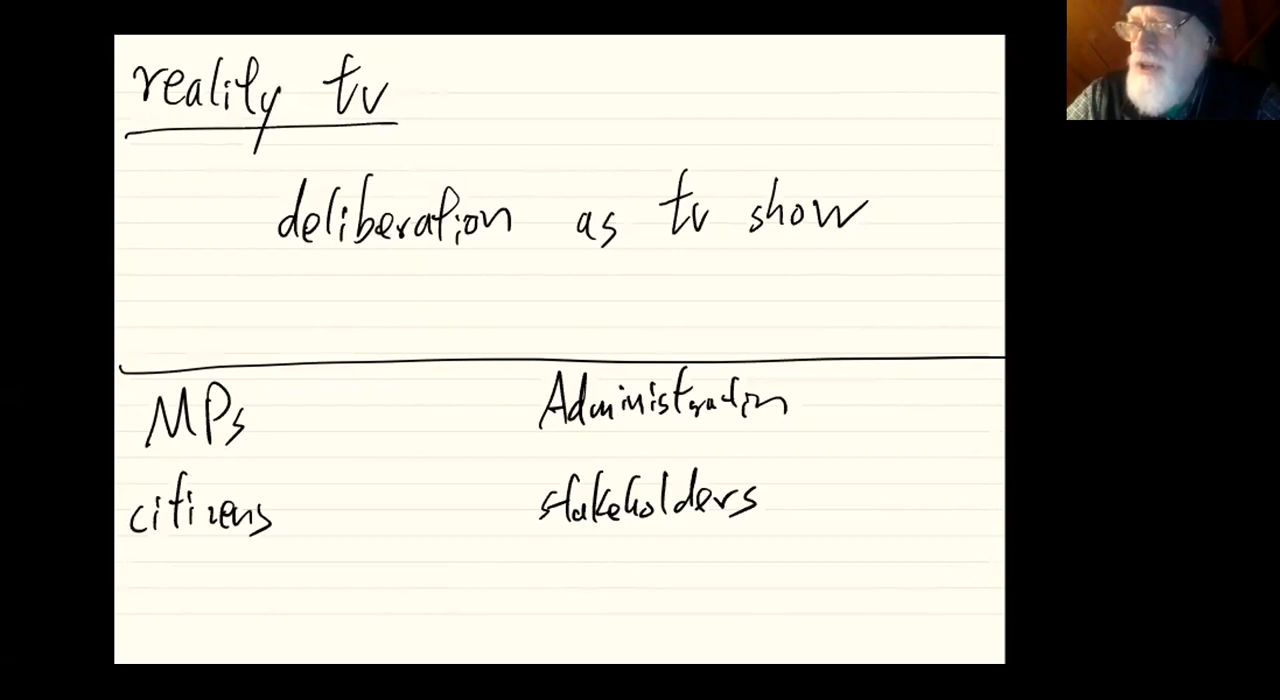 reality tv
deliberation as tv show
MPs
Administration
citizens
stakeholders